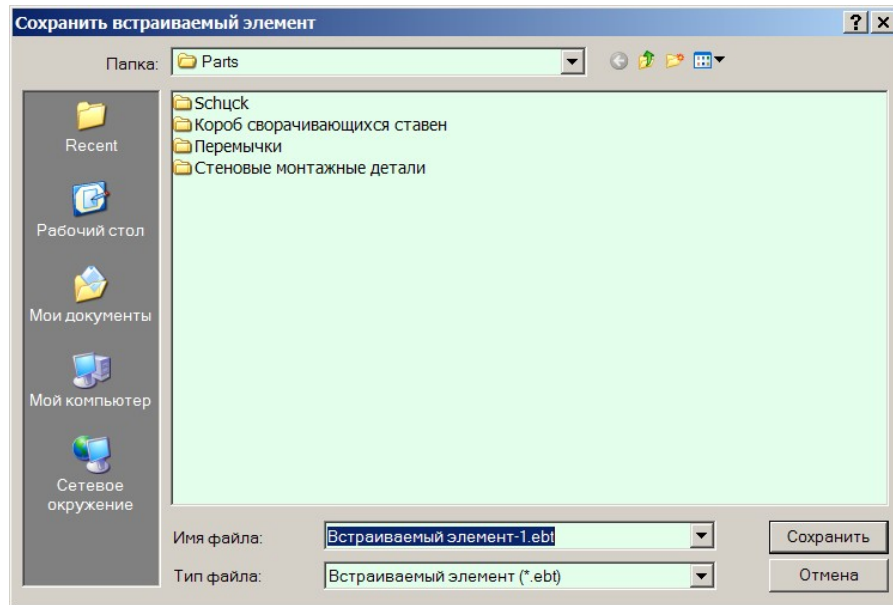 Сохранить встраиваемый элемент
Папка: Parts
Schцck
Короб сворачивающихся ставен
Перемычки
Стеновые монтажные детали
Recent
Рабочий стол
Мои документы
Мой компьютер
Сетевое
окружение
Имя файла: Встраиваемый элемент-1.ebt Сохранить
Тип файла: Встраиваемый элемент (*.ebt) Отмена